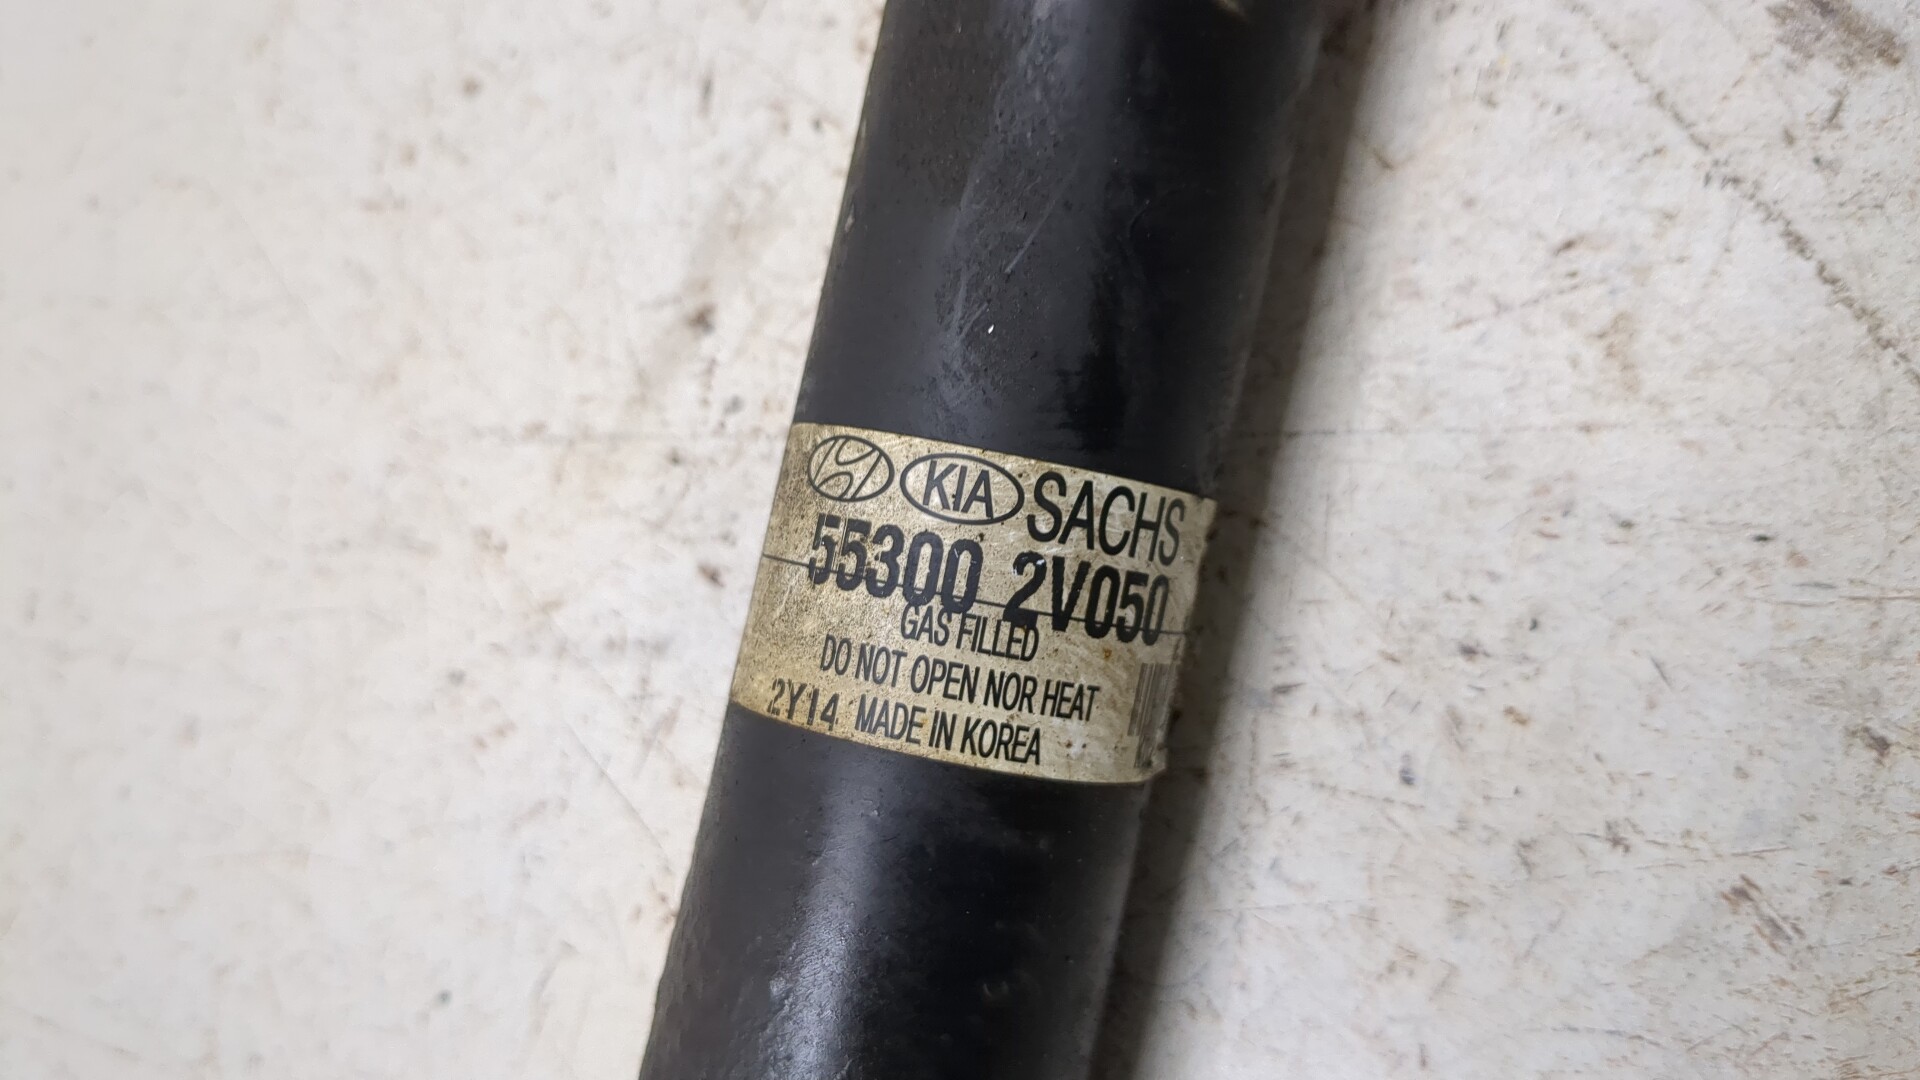 KIA SACHS
55300 2V050
GAS FILLED
DO NOT OPEN NOR HEAT
2Y14 MADE IN KOREA